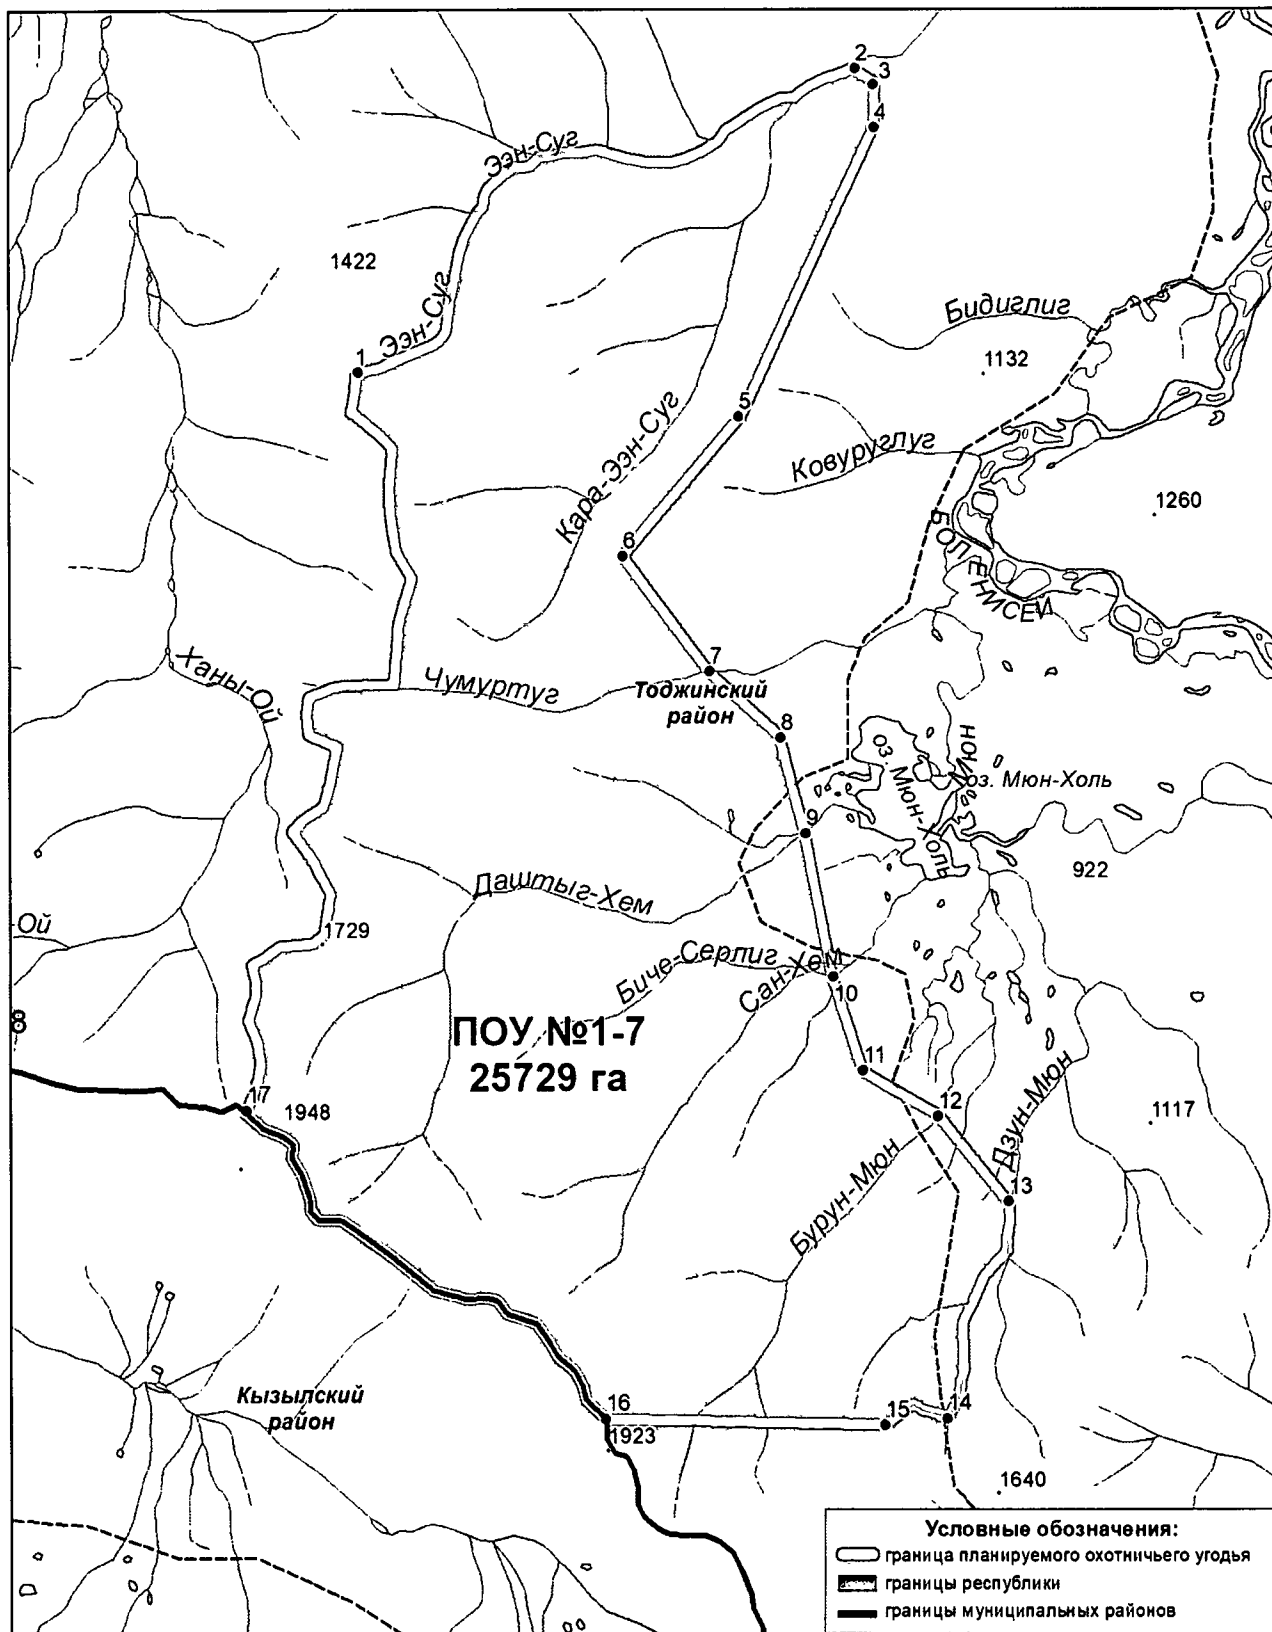 2
3
4
Ээн-Суг
1422
Ээн-Суг
1
Бидиглиг
1132
5
Кара-Ээн-Суг
Ковуруглуг
1260
БОЛ.ЕНИСЕЙ
6
Ханы-Ой
Чумуртуг
7
Тоджинский
район
8
оз. Мюн-Холь
МЮН
оз. Мюн-Холь
9
922
Даштыг-Хем
-Ой
1729
Биче-Серлиг
Сан-Хем
10
8
ПОУ №1-7
25729 га
11
17
1948
12
Дзун-Мюн
1117
Бурун-Мюн
13
Кызылский
район
16
1923
15
14
1640
Условные обозначения:
граница планируемого охотничьего угодья
границы республики
границы муниципальных районов